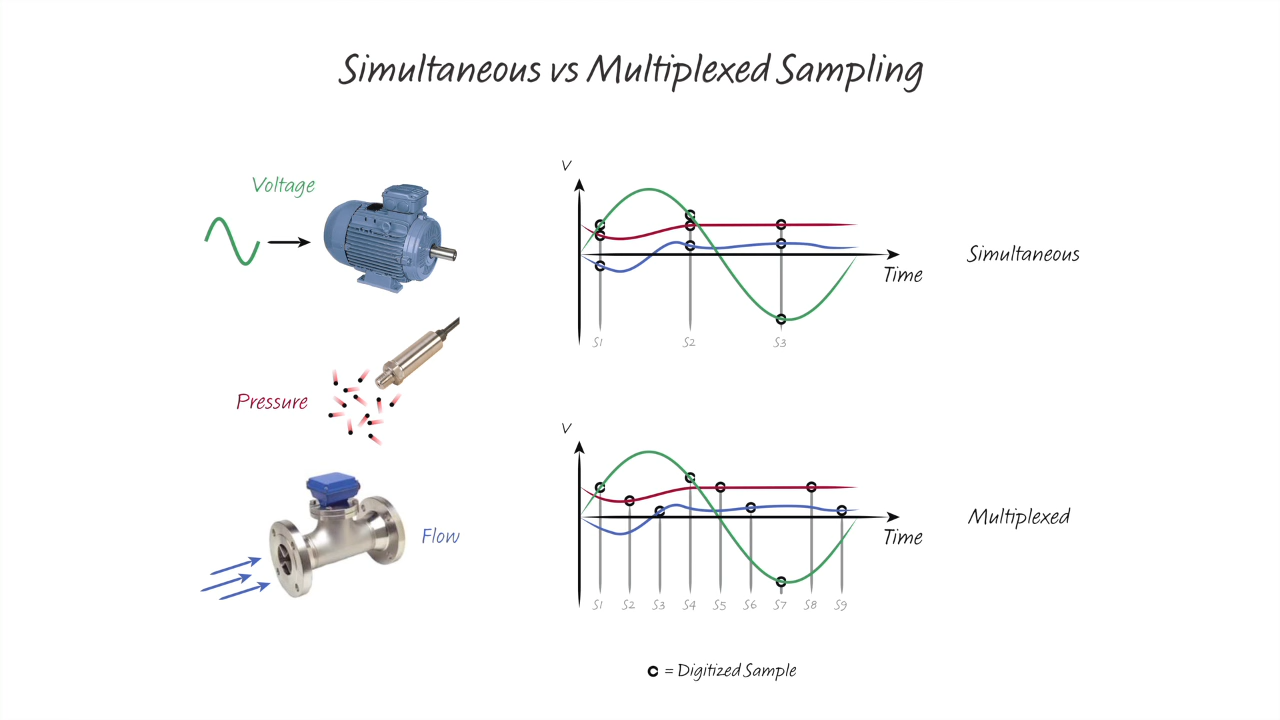 Simultaneous vs Multiplexed Sampling
Voltage
Pressure
Flow
V
Time
S1 S2 S3
Simultaneous
V
Time
S1 S2 S3 S4 S5 S6 S7 S8 S9
Multiplexed
= Digitized Sample